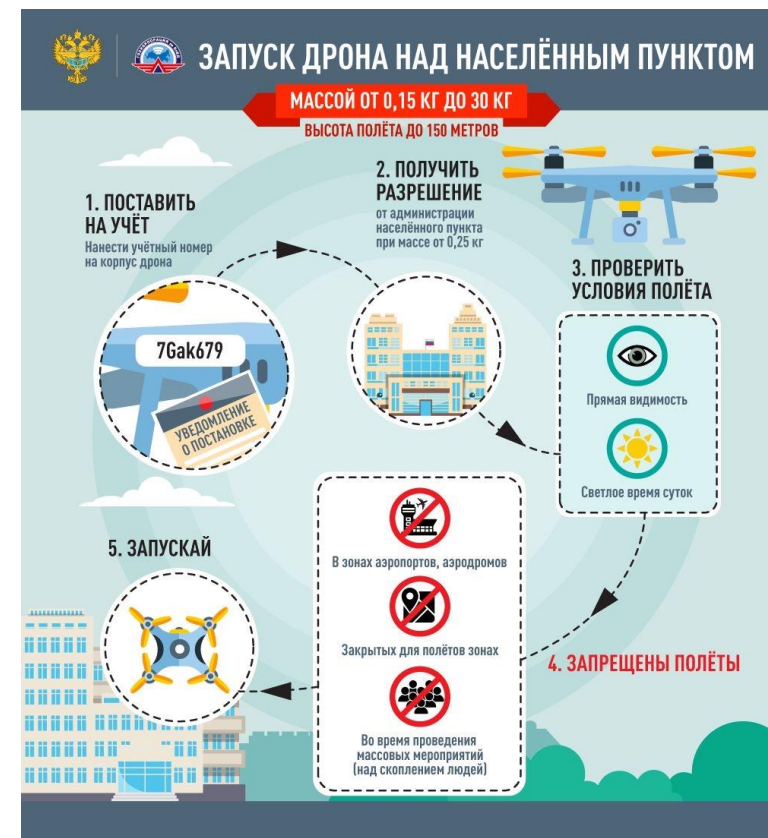 ЗАПУСК ДРОНА НАД НАСЕЛЁННЫМ ПУНКТОМ
МАССОЙ ОТ 0,15 КГ ДО 30 КГ
ВЫСОТА ПОЛЁТА ДО 150 МЕТРОВ
1. ПОСТАВИТЬ
НА УЧЁТ
Нанести учётный номер
на корпус дрона
7Gak679
УВЕДОМЛЕНИЕ
О ПОСТАНОВКЕ
2. ПОЛУЧИТЬ
РАЗРЕШЕНИЕ
от администрации
населённого пункта
при массе от 0,25 кг
3. ПРОВЕРИТЬ
УСЛОВИЯ ПОЛЁТА
Прямая видимость
Светлое время суток
4. ЗАПРЕЩЕНЫ ПОЛЁТЫ
В зонах аэропортов, аэродромов
Закрытых для полётов зонах
Во время проведения
массовых мероприятий
(над скоплением людей)
5. ЗАПУСКАЙ